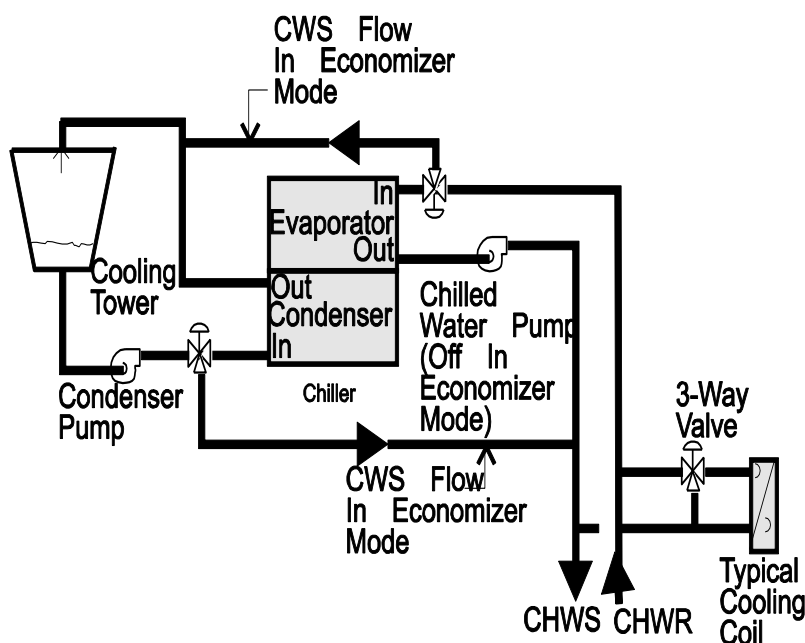 CWS Flow
In Economizer
Mode
In
Evaporator
Out
Cooling
Tower
Out
Condenser
In
Chiller
Chilled
Water Pump
(Off In
Economizer
Mode)
Condenser
Pump
3-Way
Valve
CWS Flow
In Economizer
Mode
Typical
Cooling
Coil
CHWS CHWR